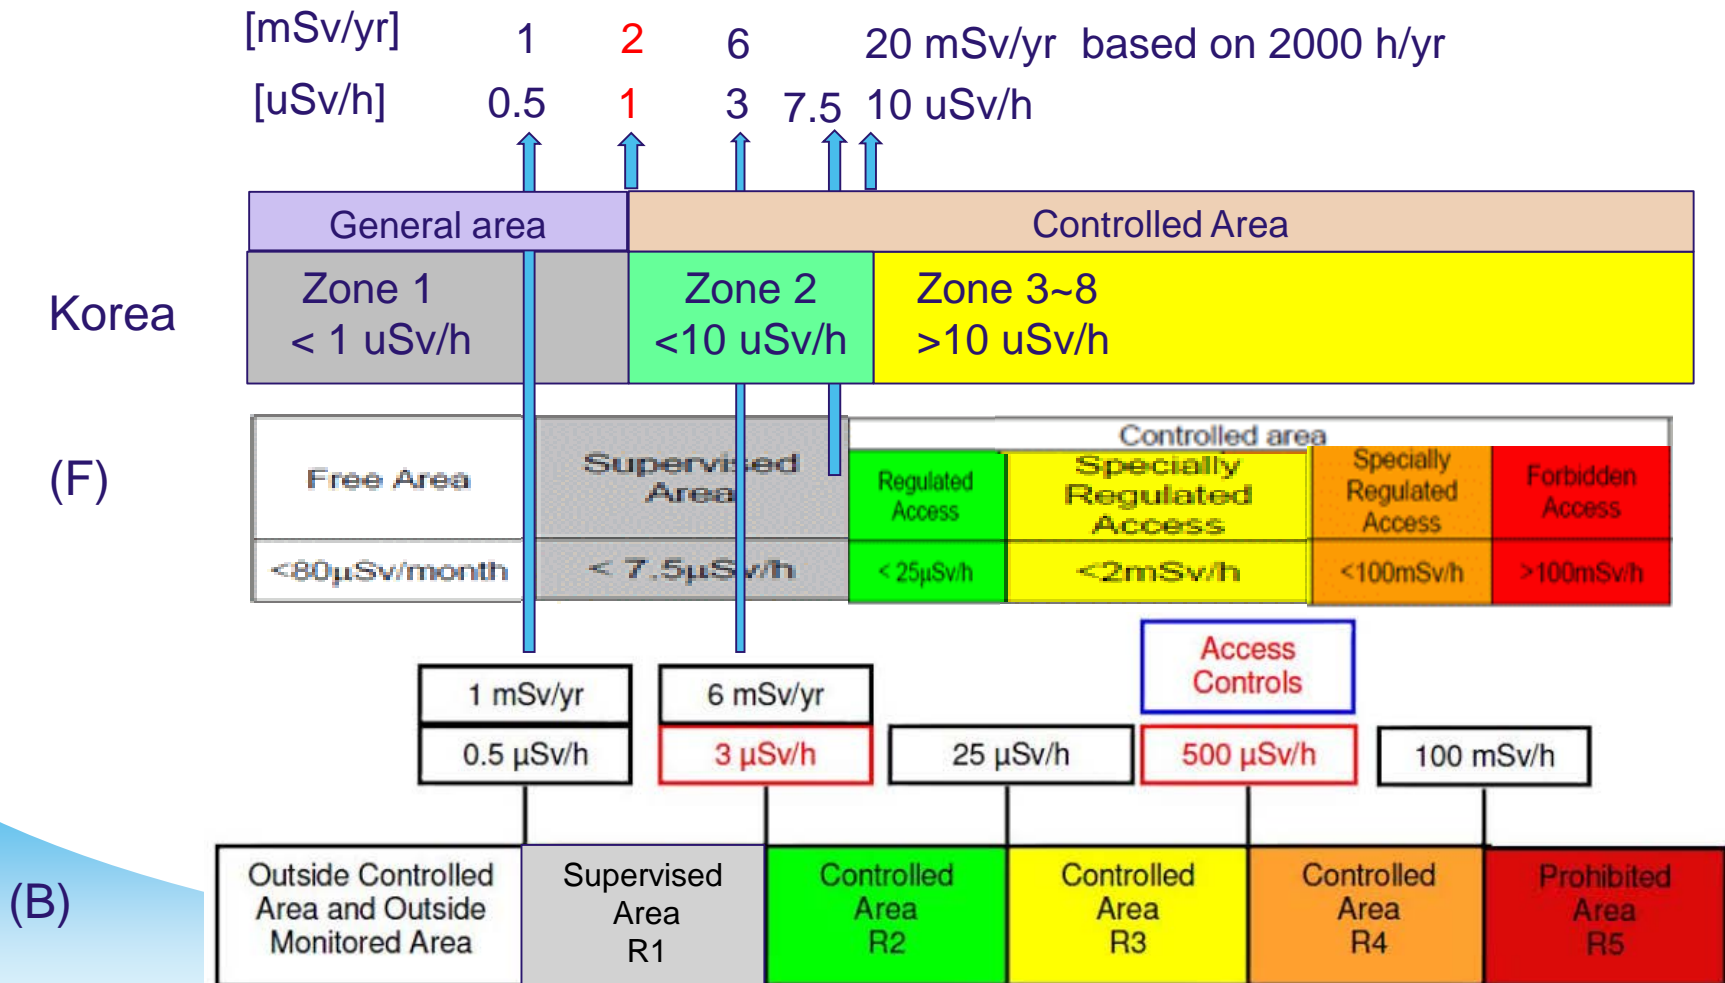 [mSv/yr] 1 2 6 20 mSv/yr based on 2000 h/yr
[uSv/h] 0.5 1 3 7.5 10 uSv/h
General area
Controlled Area
Korea
Zone 1
< 1 uSv/h
Zone 2
<10 uSv/h
Zone 3~8
>10 uSv/h
(F)
Controlled area
Free Area
Supervised
Area
Regulated
Access
Specially
Regulated
Access
Specially
Regulated
Access
Forbidden
Access
<80μSv/month
< 7.5μSv/h
< 25μSv/h
<2mSv/h
<100mSv/h
>100mSv/h
Access
Controls
1 mSv/yr
6 mSv/yr
0.5 μSv/h
3 μSv/h
25 μSv/h
500 μSv/h
100 mSv/h
(B)
Outside Controlled
Area and Outside
Monitored Area
Supervised
Area
R1
Controlled
Area
R2
Controlled
Area
R3
Controlled
Area
R4
Prohibited
Area
R5